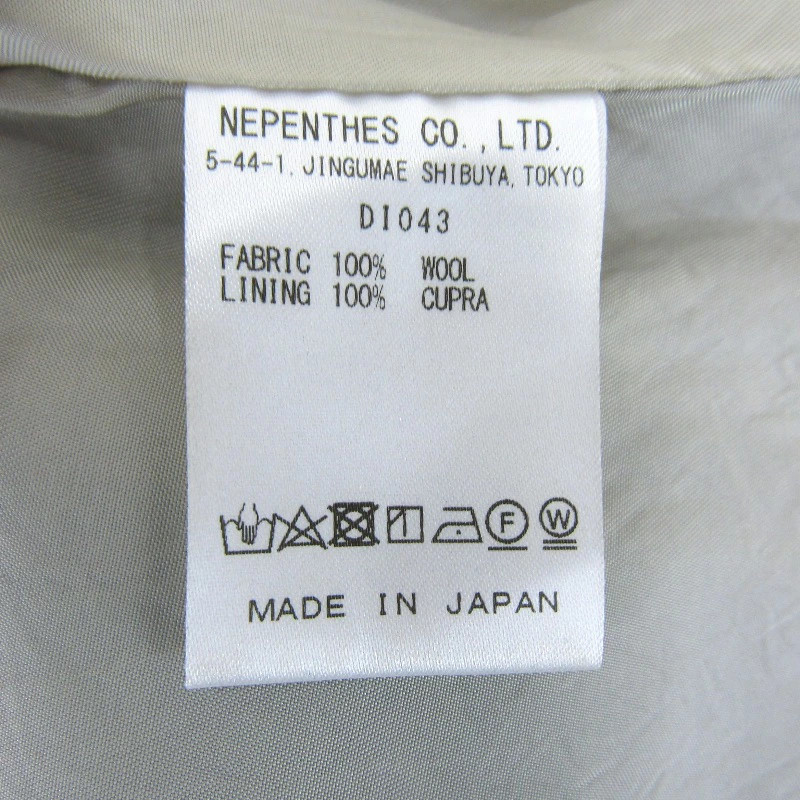 NEPENTHES CO.,LTD.
5-44-1, JINGUMAE SHIBUYA, TOKYO
DI043
FABRIC 100% WOOL
LINING 100% CUPRA
F W
MADE IN JAPAN